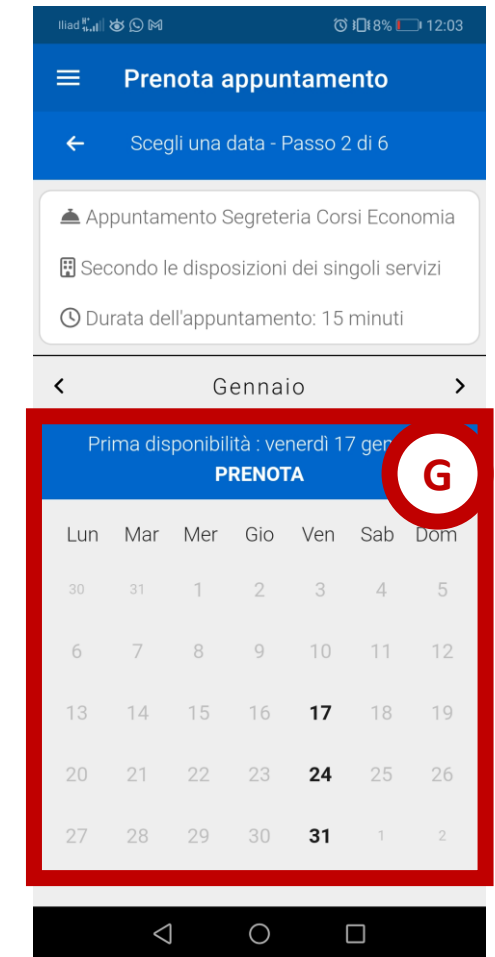 Iliad 8% 12:03
Prenota appuntamento
Scegli una data - Passo 2 di 6
Appuntamento Segreteria Corsi Economia
Secondo le disposizioni dei singoli servizi
Durata dell'appuntamento: 15 minuti
Gennaio
Prima disponibilità : venerdì 17
PRENOTA
G
Lun Mar Mer Gio Ven Sab Dom
30 31 1 2 3 4 5
6 7 8 9 10 11 12
13 14 15 16 17 18 19
20 21 22 23 24 25 26
27 28 29 30 31 1 2